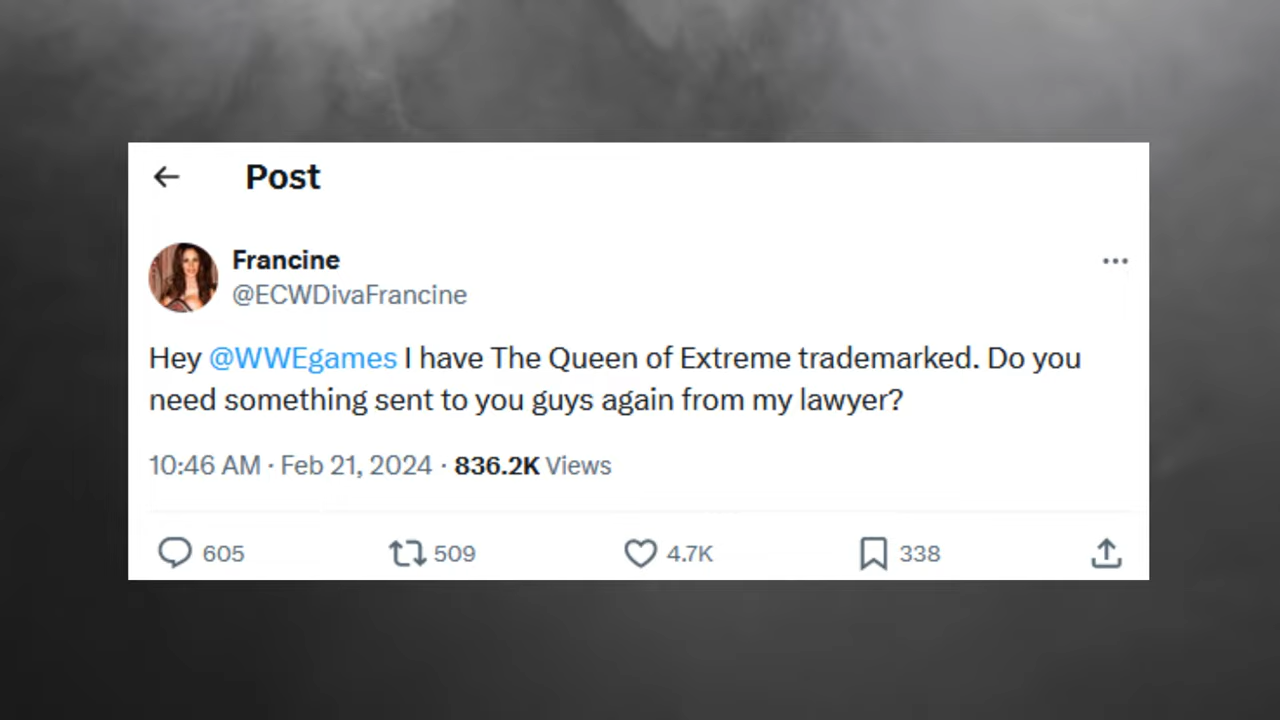 Post
Francine
@ECWDivaFrancine
Hey @WWEgames I have The Queen of Extreme trademarked. Do you
need something sent to you guys again from my lawyer?
10:46 AM · Feb 21, 2024 · 836.2K Views
605 509 4.7K 338